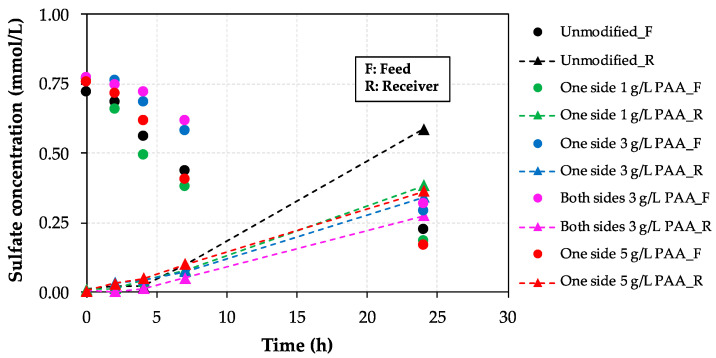 Sulfate concentration (mmol/L)
1.00
0.75
0.50
0.25
0.00
0
5
10
15
20
25
30
Time (h)
F: Feed
R: Receiver
Unmodified_F
Unmodified_R
One side 1 g/L PAA_F
One side 1 g/L PAA_R
One side 3 g/L PAA_F
One side 3 g/L PAA_R
Both sides 3 g/L PAA_F
Both sides 3 g/L PAA_R
One side 5 g/L PAA_F
One side 5 g/L PAA_R